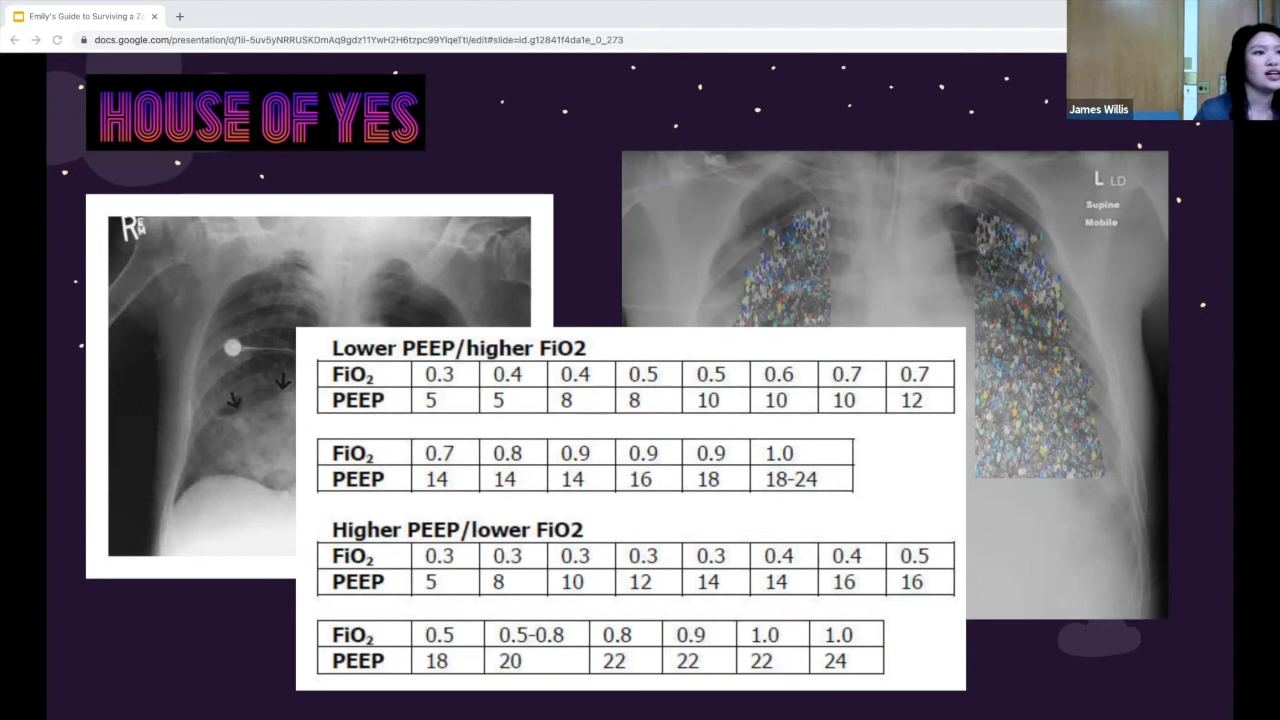 Emily's Guide to Surviving a Zo
docs.google.com/presentation/d/1Ii-5uv5yNRRUSKDmAq9gdz11YwH2H6tzpc99YlqeTtI/edit#slide=id.g12841f4da1e_0_273
James Willis
HOUSE OF YES
R
EM
L LD
Supine
Mobile
Lower PEEP/higher FiO2
FiO₂ 0.3 0.4 0.4 0.5 0.5 0.6 0.7 0.7
PEEP 5 5 8 8 10 10 10 12
FiO₂ 0.7 0.8 0.9 0.9 0.9 1.0
PEEP 14 14 14 16 18 18-24
Higher PEEP/lower FiO2
FiO₂ 0.3 0.3 0.3 0.3 0.3 0.4 0.4 0.5
PEEP 5 8 10 12 14 14 16 16
FiO₂ 0.5 0.5-0.8 0.8 0.9 1.0 1.0
PEEP 18 20 22 22 22 24